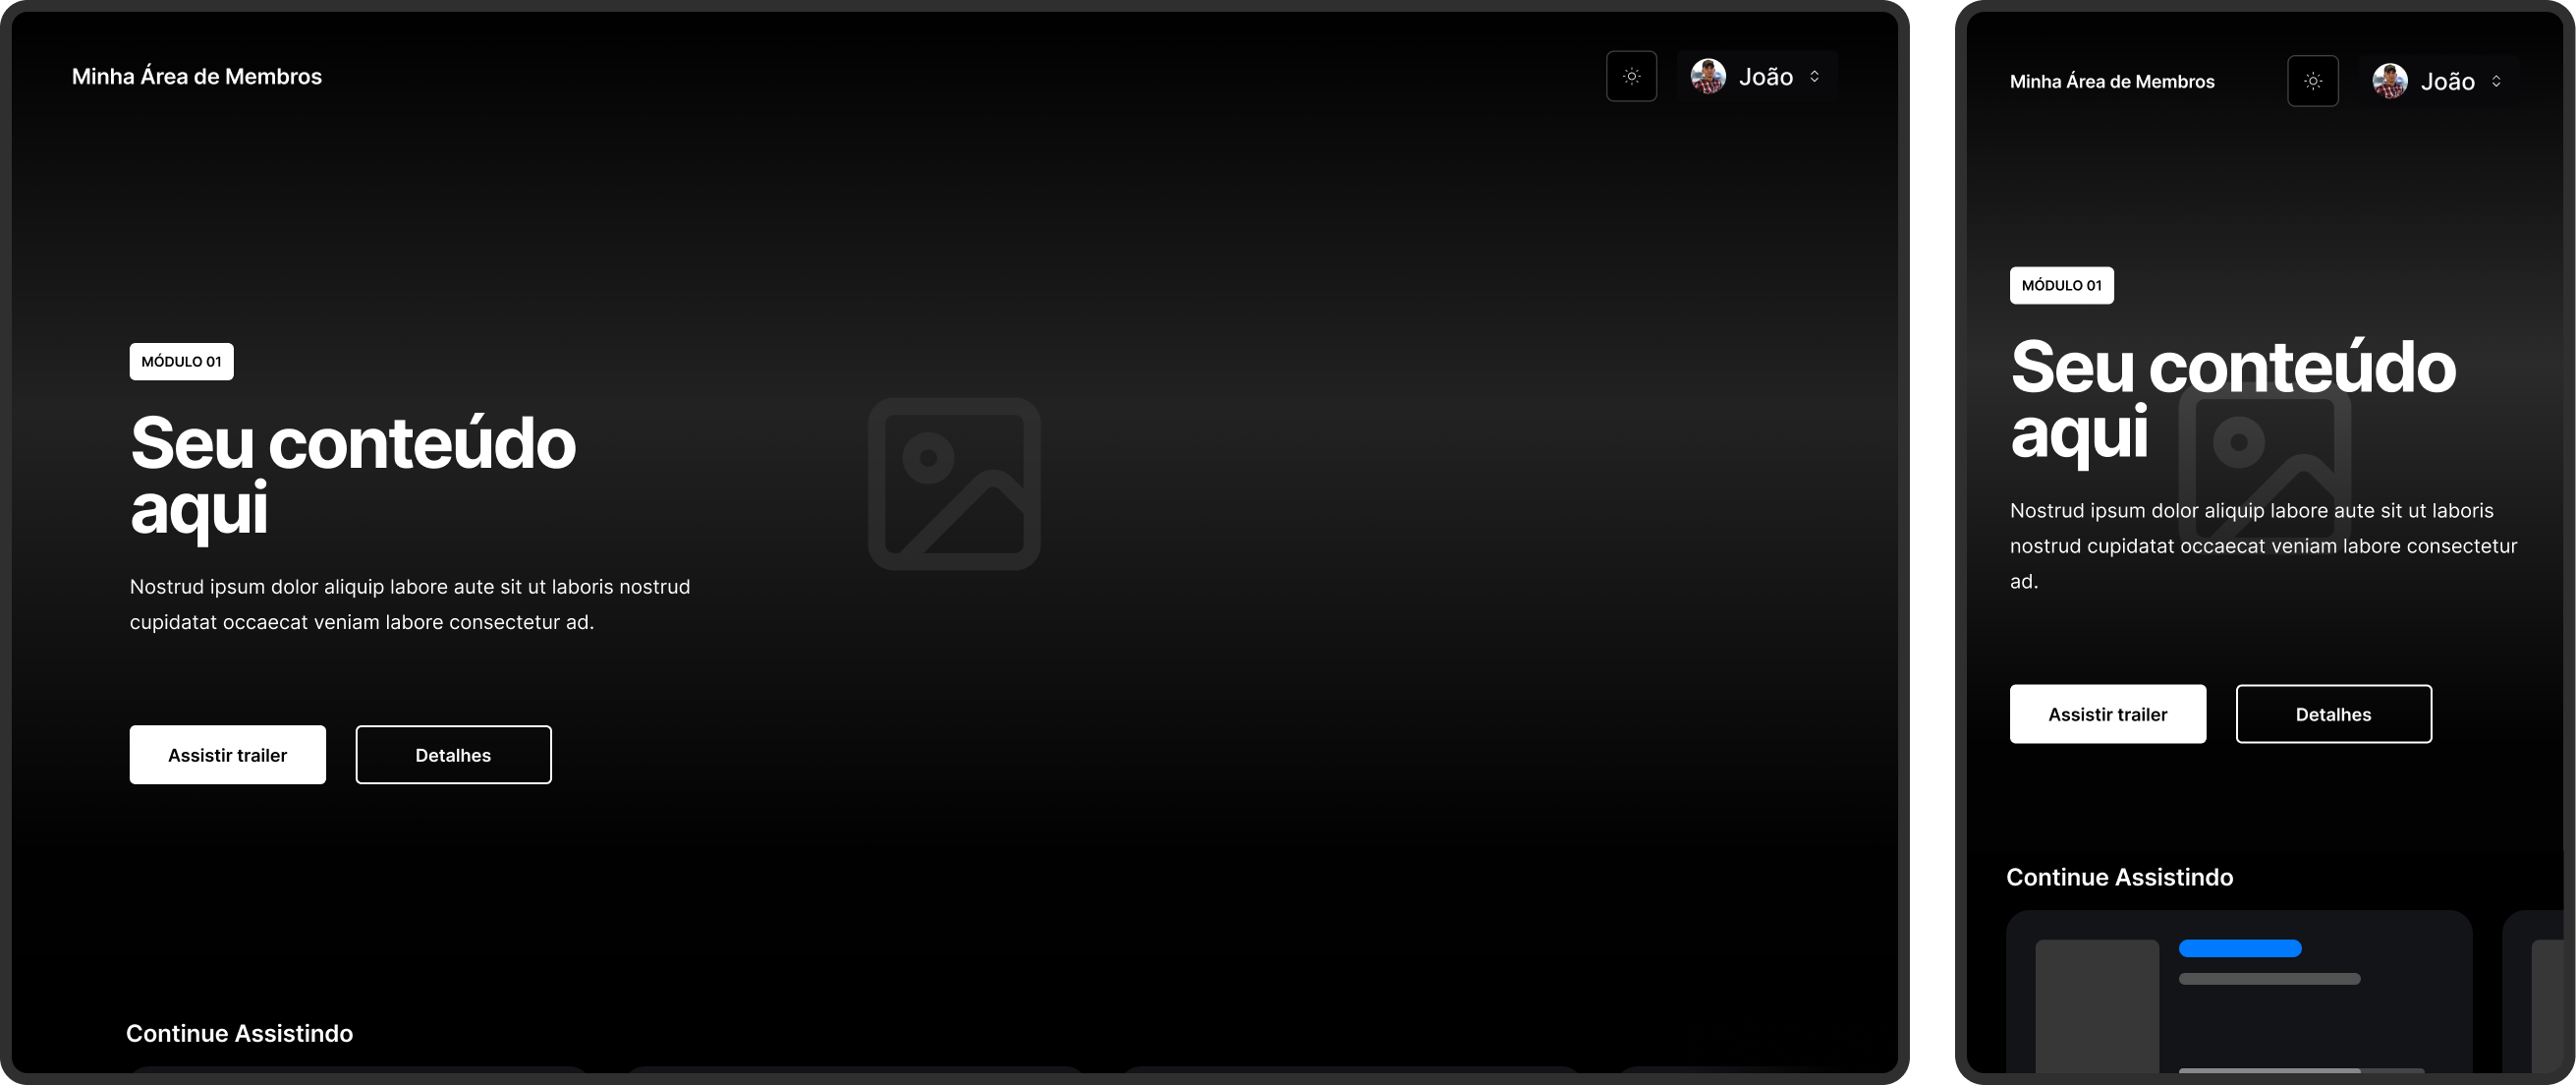 Minha Área de Membros
João
MÓDULO 01
Seu conteúdo
aqui
Nostrud ipsum dolor aliquip labore aute sit ut laboris nostrud
cupidatat occaecat veniam labore consectetur ad.
Assistir trailer
Detalhes
Continue Assistindo
Minha Área de Membros
João
MÓDULO 01
Seu conteúdo
aqui
Nostrud ipsum dolor aliquip labore aute sit ut laboris
nostrud cupidatat occaecat veniam labore consectetur
ad.
Assistir trailer
Detalhes
Continue Assistindo